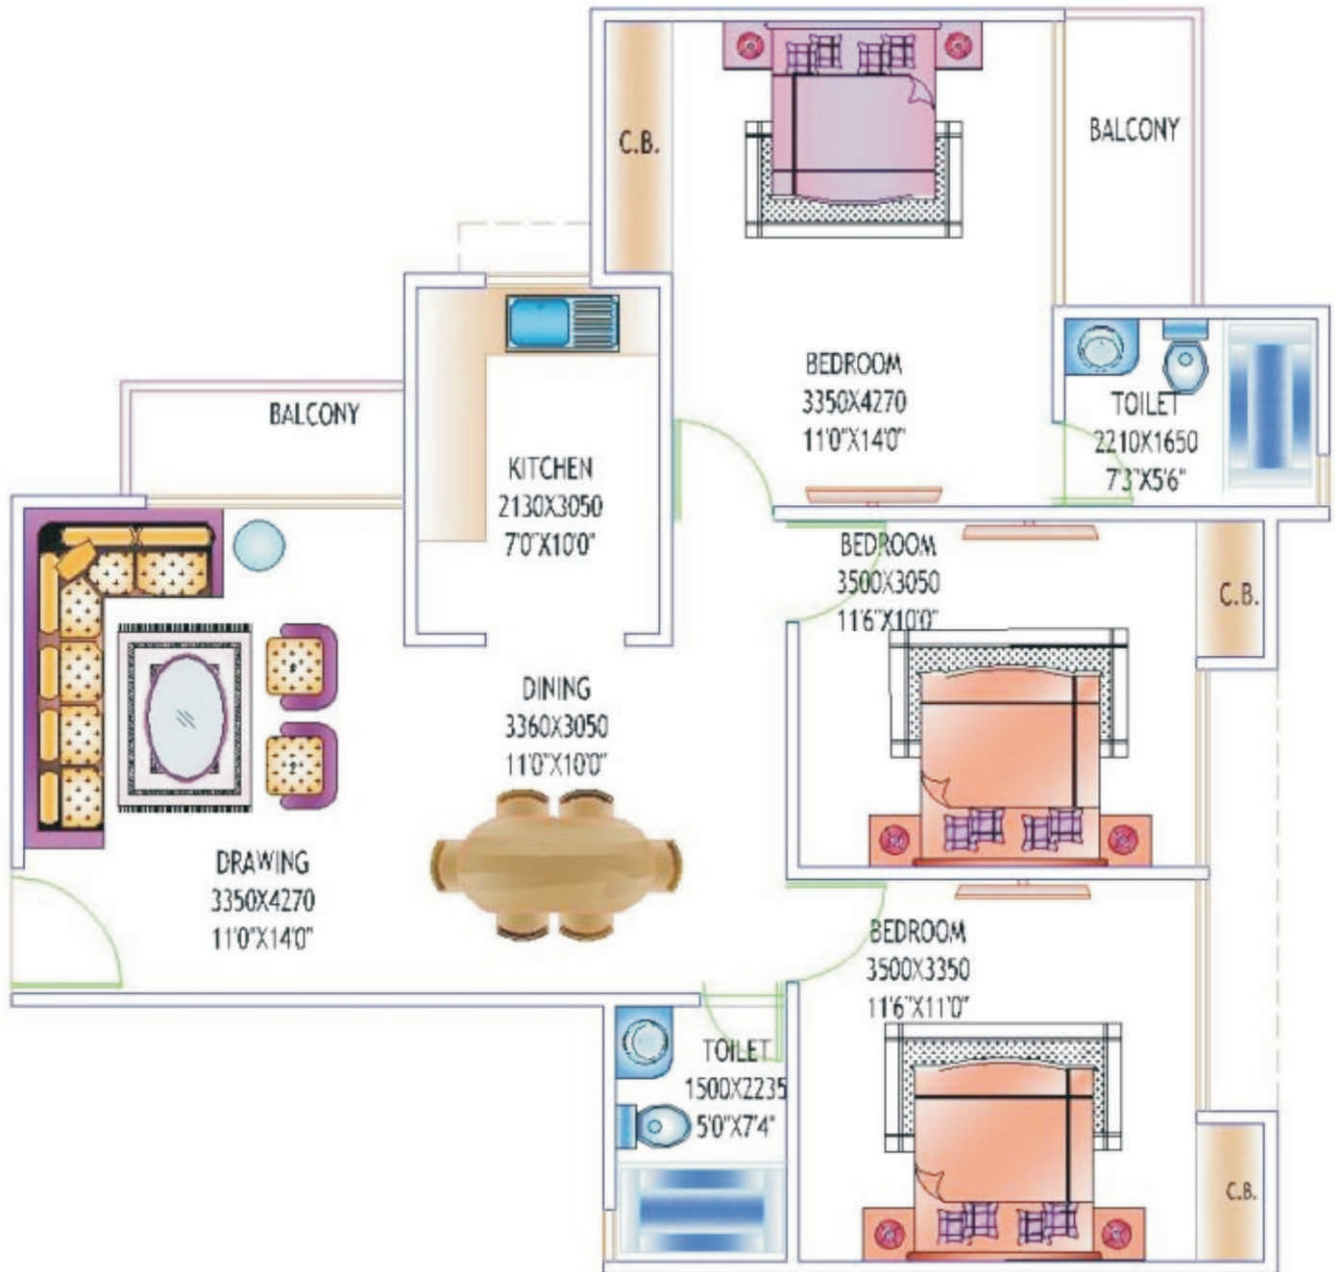 C.B.
BALCONY
BEDROOM
3350X4270
11'0"X14'0"
TOILET
2210X1650
7'3"X5'6"
BALCONY
KITCHEN
2130X3050
7'0"X10'0"
BEDROOM
3500X3050
11'6"X10'0"
C.B.
DINING
3360X3050
11'0"X10'0"
DRAWING
3350X4270
11'0"X14'0"
BEDROOM
3500X3350
11'6"X11'0"
TOILET
1500X2235
5'0"X7'4"
C.B.